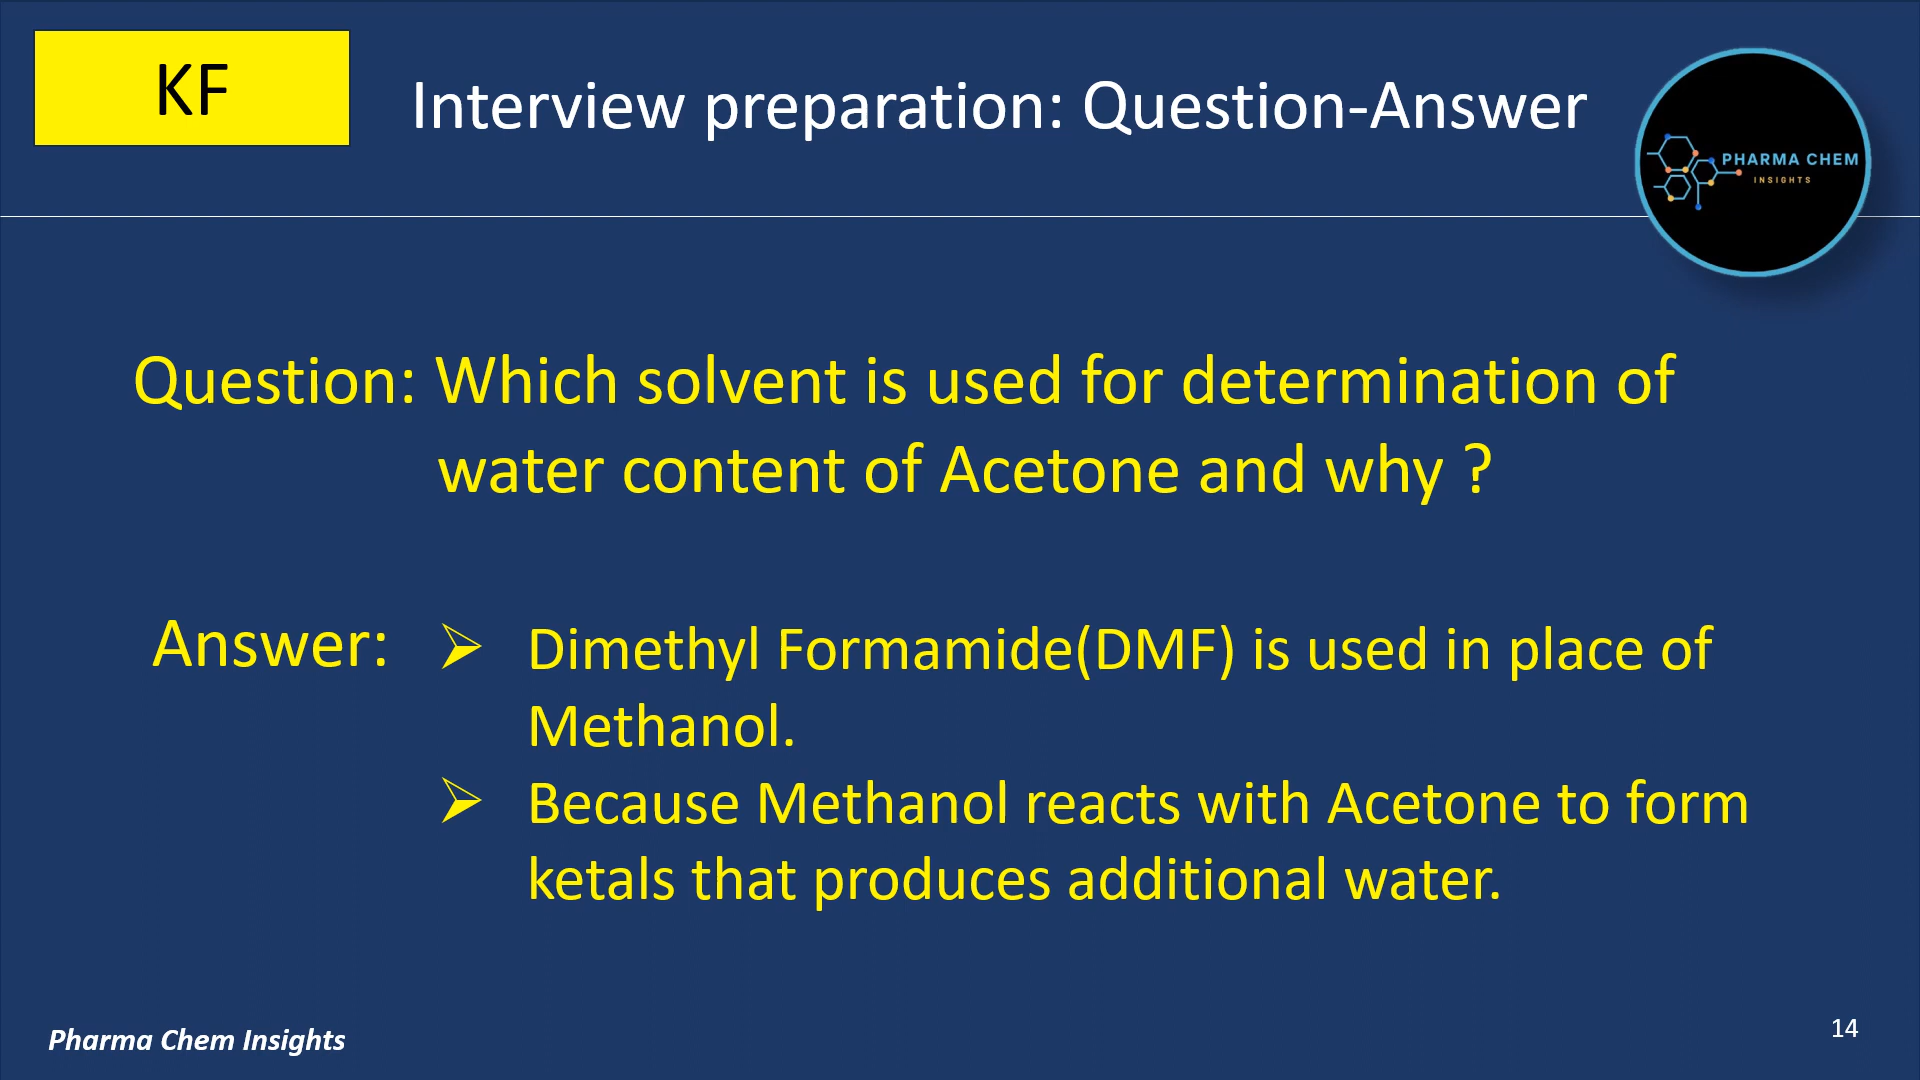 KF
Interview preparation: Question-Answer
PHARMA CHEM
INSIGHTS
Question: Which solvent is used for determination of
water content of Acetone and why ?
Answer: ➢ Dimethyl Formamide(DMF) is used in place of
Methanol.
➢ Because Methanol reacts with Acetone to form
ketals that produces additional water.
Pharma Chem Insights
14